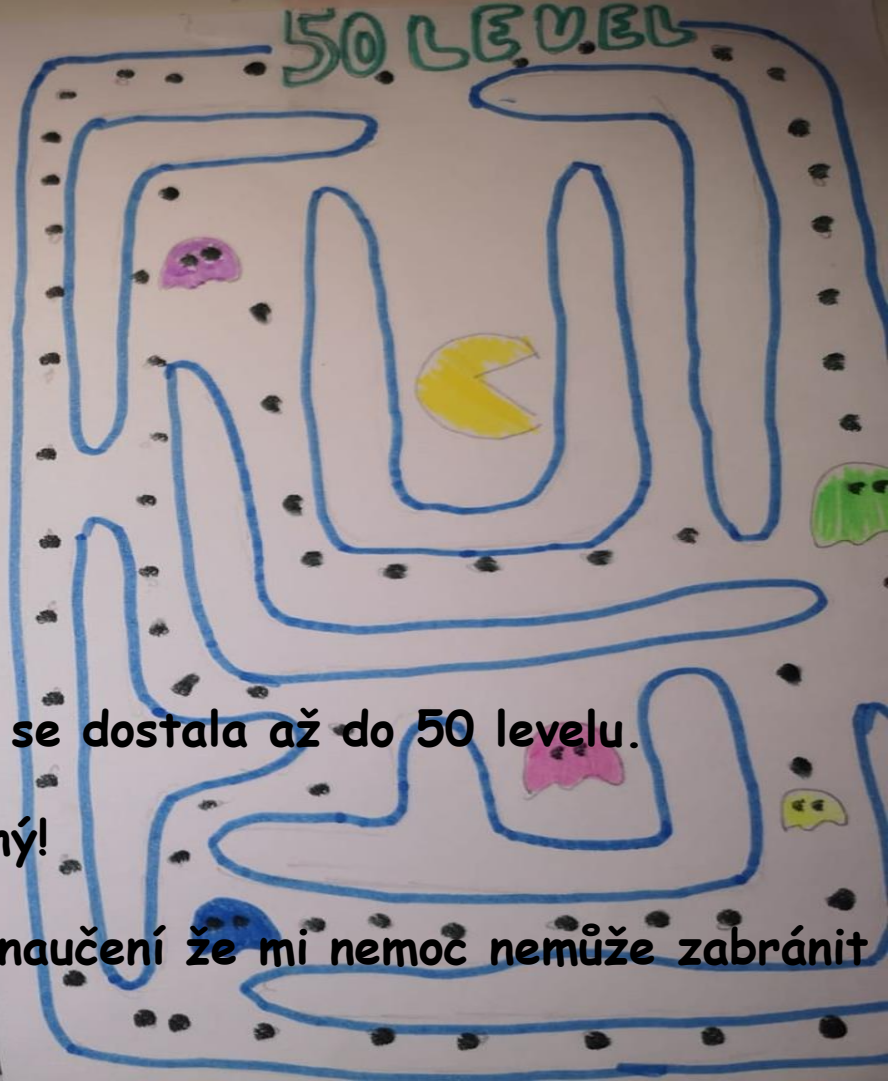 50 LEVEL
se dostala až do 50 levelu.
ný!
naučení že mi nemoc nemůže zabránit